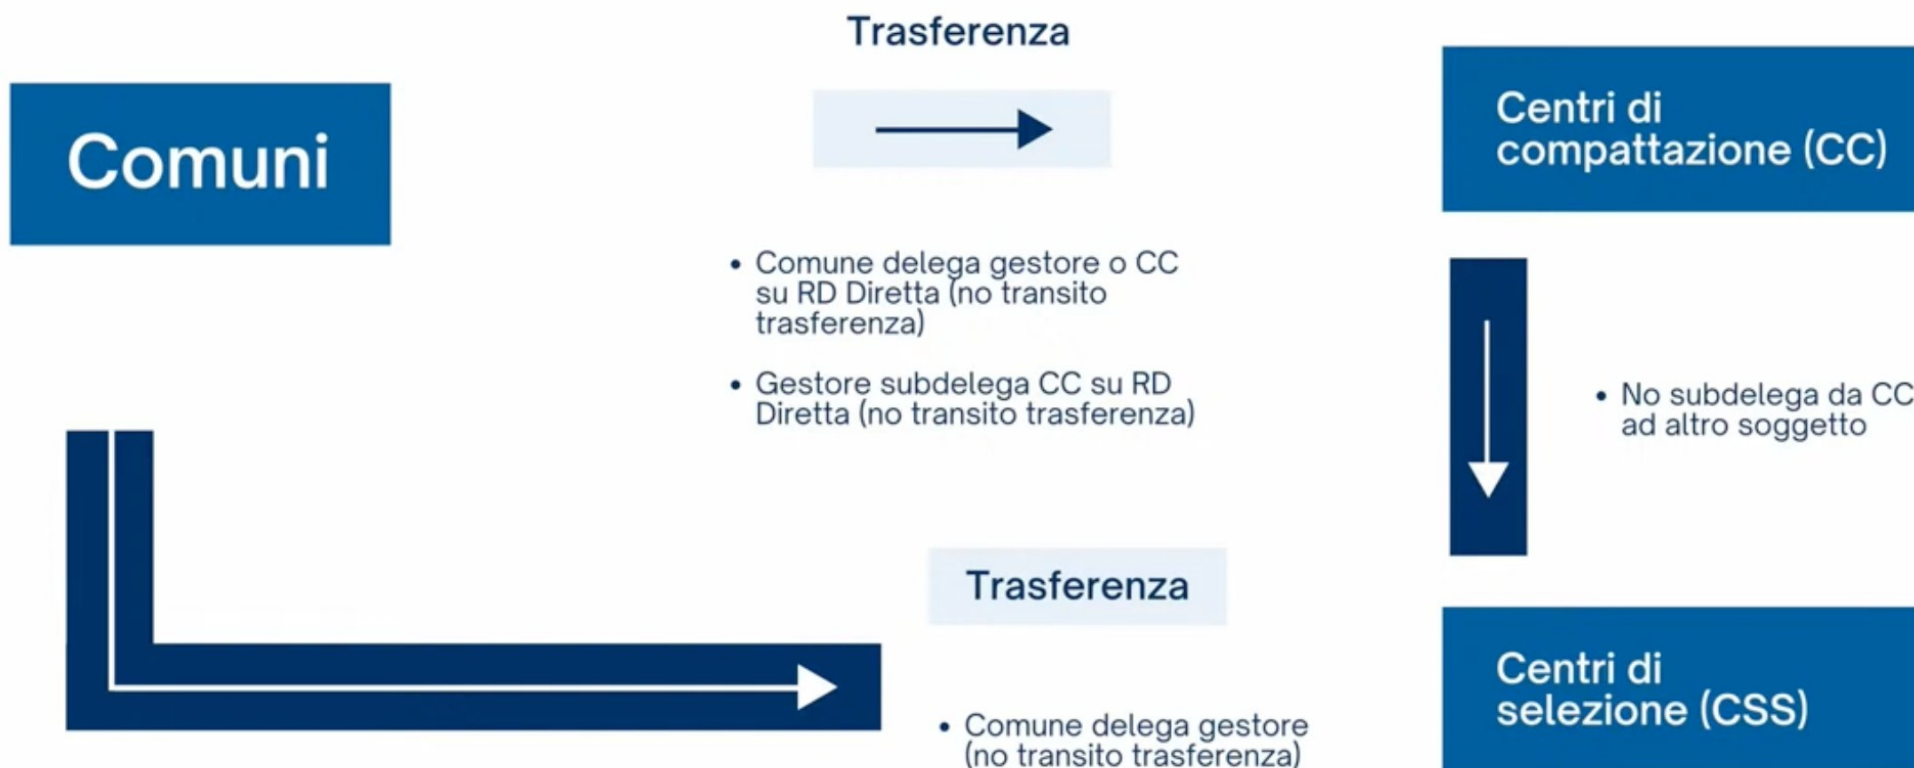 Trasferenza
Comuni
Centri di
compattazione (CC)
• Comune delega gestore o CC
su RD Diretta (no transito
trasferenza)
• Gestore subdelega CC su RD
Diretta (no transito trasferenza)
• No subdelega da CC
ad altro soggetto
Trasferenza
Centri di
selezione (CSS)
• Comune delega gestore
(no transito trasferenza)